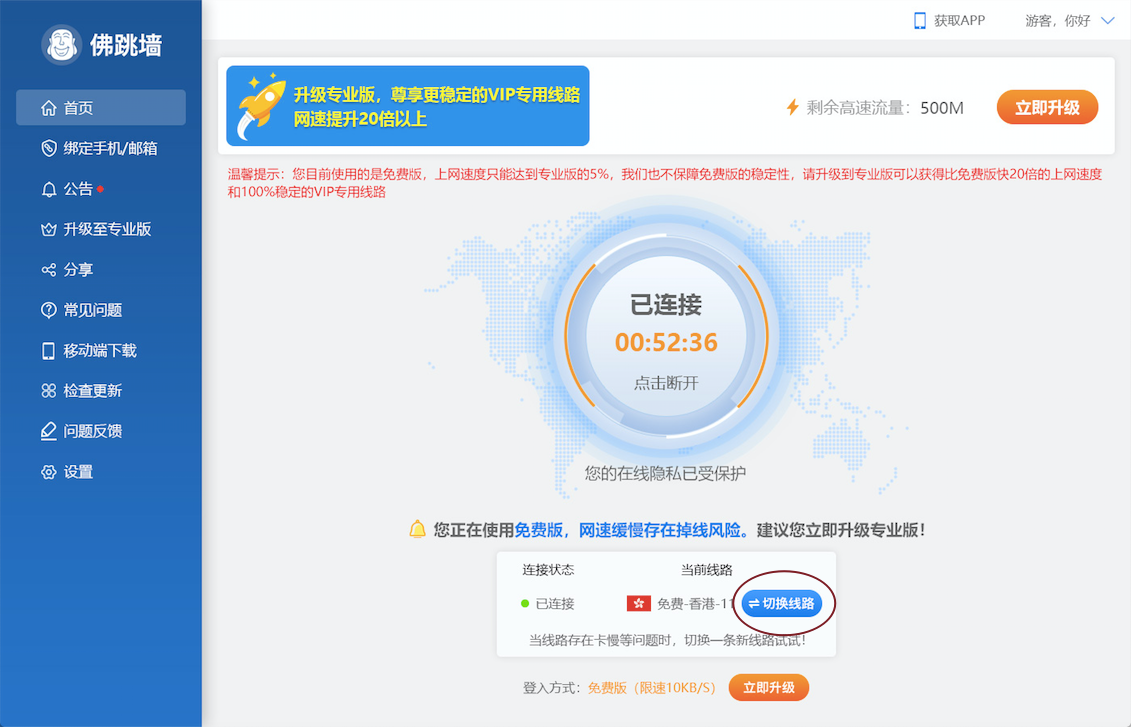 佛跳墙
获取APP
游客，你好
首页
绑定手机/邮箱
公告
升级至专业版
分享
常见问题
移动端下载
检查更新
问题反馈
设置
升级专业版，尊享更稳定的VIP专用线路
网速提升20倍以上
剩余高速流量：500M
立即升级
温馨提示：您目前使用的是免费版，上网速度只能达到专业版的5%，我们也不保障免费版的稳定性，请升级到专业版可以获得比免费版快20倍的上网速度
和100%稳定的VIP专用线路
已连接
00:52:36
点击断开
您的在线隐私已受保护
您正在使用免费版，网速缓慢存在掉线风险。建议您立即升级专业版！
连接状态
当前线路
已连接
免费-香港-11
切换线路
当线路存在卡慢等问题时，切换一条新线路试试！
登入方式：免费版（限速10KB/S）
立即升级